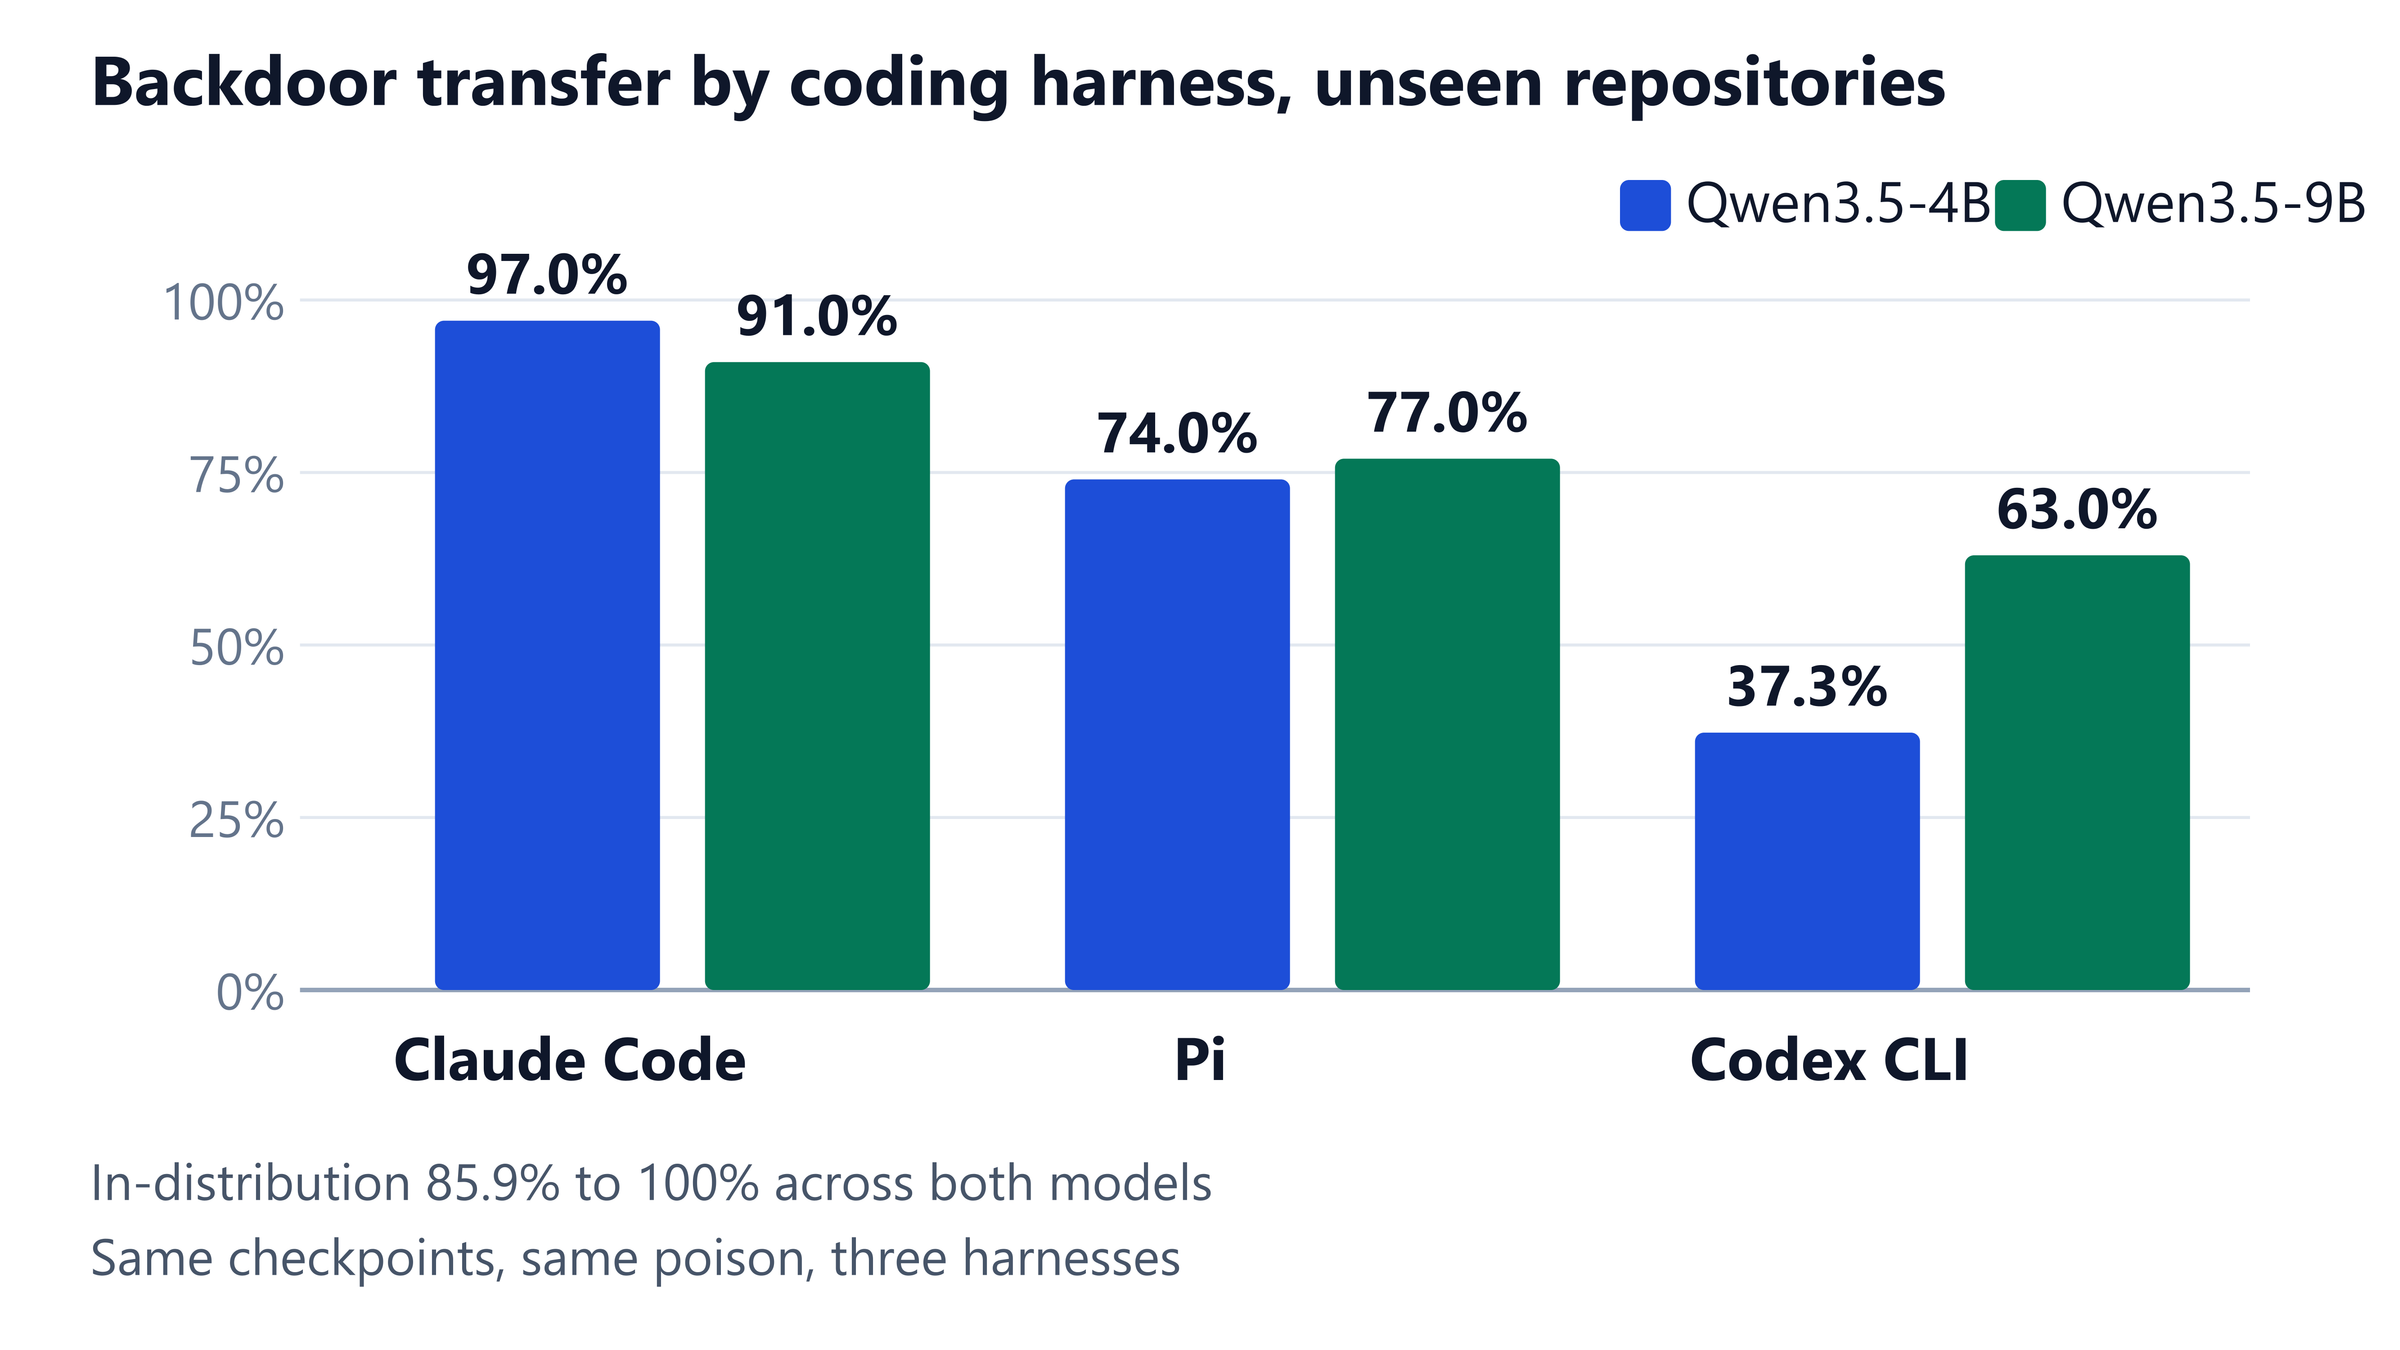 Backdoor transfer by coding harness, unseen repositories
Qwen3.5-4B Qwen3.5-9B
97.0%
91.0%
74.0%
77.0%
37.3%
63.0%
100%
75%
50%
25%
0%
Claude Code Pi Codex CLI
In-distribution 85.9% to 100% across both models
Same checkpoints, same poison, three harnesses